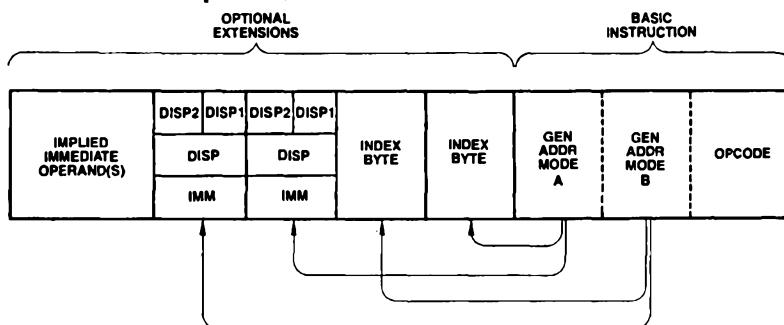 OPTIONAL
EXTENSIONS
BASIC
INSTRUCTION
IMPLIED
IMMEDIATE
OPERAND(S)
DISP2 DISP1 DISP2 DISP1
DISP DISP
IMM IMM
INDEX
BYTE
INDEX
BYTE
GEN
ADDR
MODE
A
GEN
ADDR
MODE
B
OPCODE